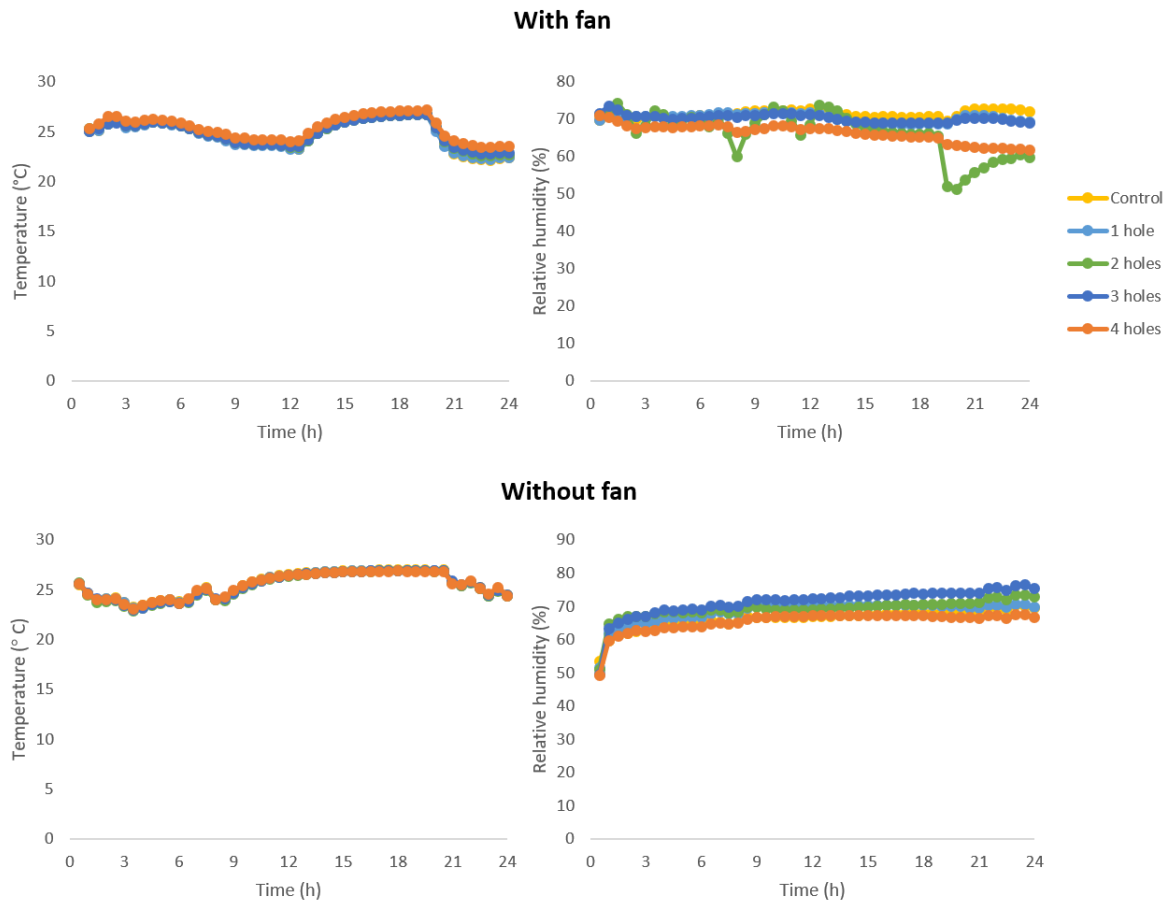 With fan
Temperature (°C)
30
25
20
15
10
5
0
0 3 6 9 12 15 18 21 24
Time (h)
Relative humidity (%)
80
70
60
50
40
30
20
10
0
0 3 6 9 12 15 18 21 24
Time (h)
Control
1 hole
2 holes
3 holes
4 holes
Without fan
Temperature (° C)
30
25
20
15
10
5
0
0 3 6 9 12 15 18 21 24
Time (h)
Relative humidity (%)
90
80
70
60
50
40
30
20
10
0
0 3 6 9 12 15 18 21 24
Time (h)